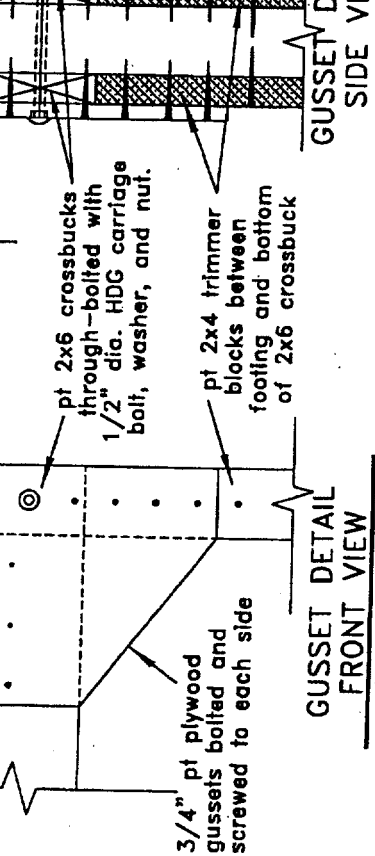 pt 2x6 crossbucks
through-bolted with
1/2" dia. HDG carriage
bolt, washer, and nut.
pt 2x4 trimmer
blocks between
footing and bottom
of 2x6 crossbuck
3/4" pt plywood
gussets bolted and
screwed to each side
GUSSET DETAIL
FRONT VIEW
GUSSET D
SIDE VI